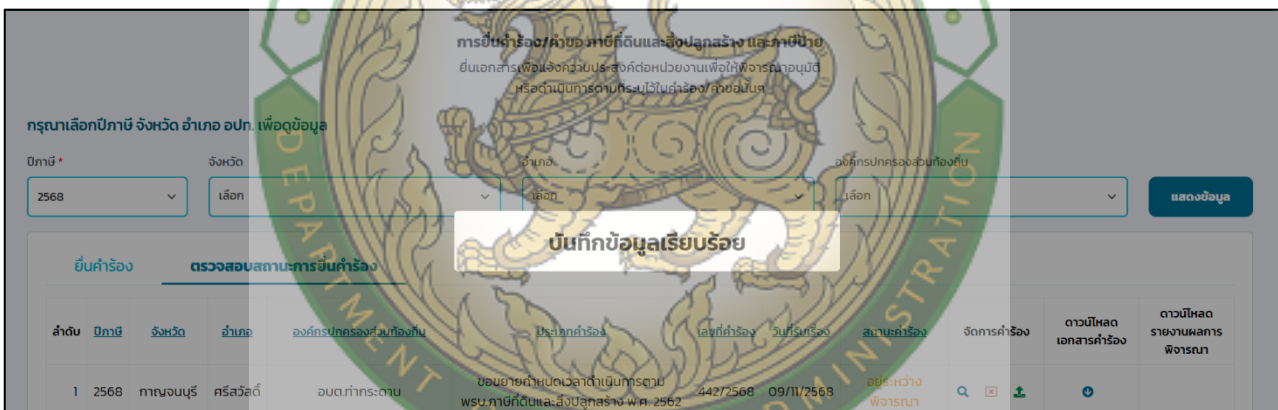 การยื่นคำร้อง/คำขอ ภาษีที่ดินและสิ่งปลูกสร้าง และภาษีป้าย
ยื่นเอกสารเพื่อแจ้งความประสงค์ต่อหน่วยงานเพื่อให้พิจารณาอนุมัติ
หรือดำเนินการตามที่ระบุไว้ในคำร้อง/คำขอนั้นๆ
กรุณาเลือกปีภาษี จังหวัด อำเภอ อปท. เพื่อดูข้อมูล
ปีภาษี * จังหวัด อำเภอ องค์กรปกครองส่วนท้องถิ่น
2568 เลือก เลือก เลือก แสดงข้อมูล
บันทึกข้อมูลเรียบร้อย
ยื่นคำร้อง ตรวจสอบสถานะการยื่นคำร้อง
ลำดับ ปีภาษี จังหวัด อำเภอ องค์กรปกครองส่วนท้องถิ่น ประเภทคำร้อง เลขที่คำร้อง วันที่รับเรื่อง สถานะคำร้อง จัดการคำร้อง ดาวน์โหลด ดาวน์โหลด
เอกสารคำร้อง รายงานผลการ
พิจารณา
1 2568 กาญจนบุรี ศรีสวัสดิ์ อบต.ท่ากระดาน ขอขยายกำหนดเวลาดำเนินการตาม 442/2568 09/11/2568 อยู่ระหว่าง
พรบ.ภาษีที่ดินและสิ่งปลูกสร้าง พ.ศ. 2562 พิจารณา
DEPARTMENT
ADMINISTRATION